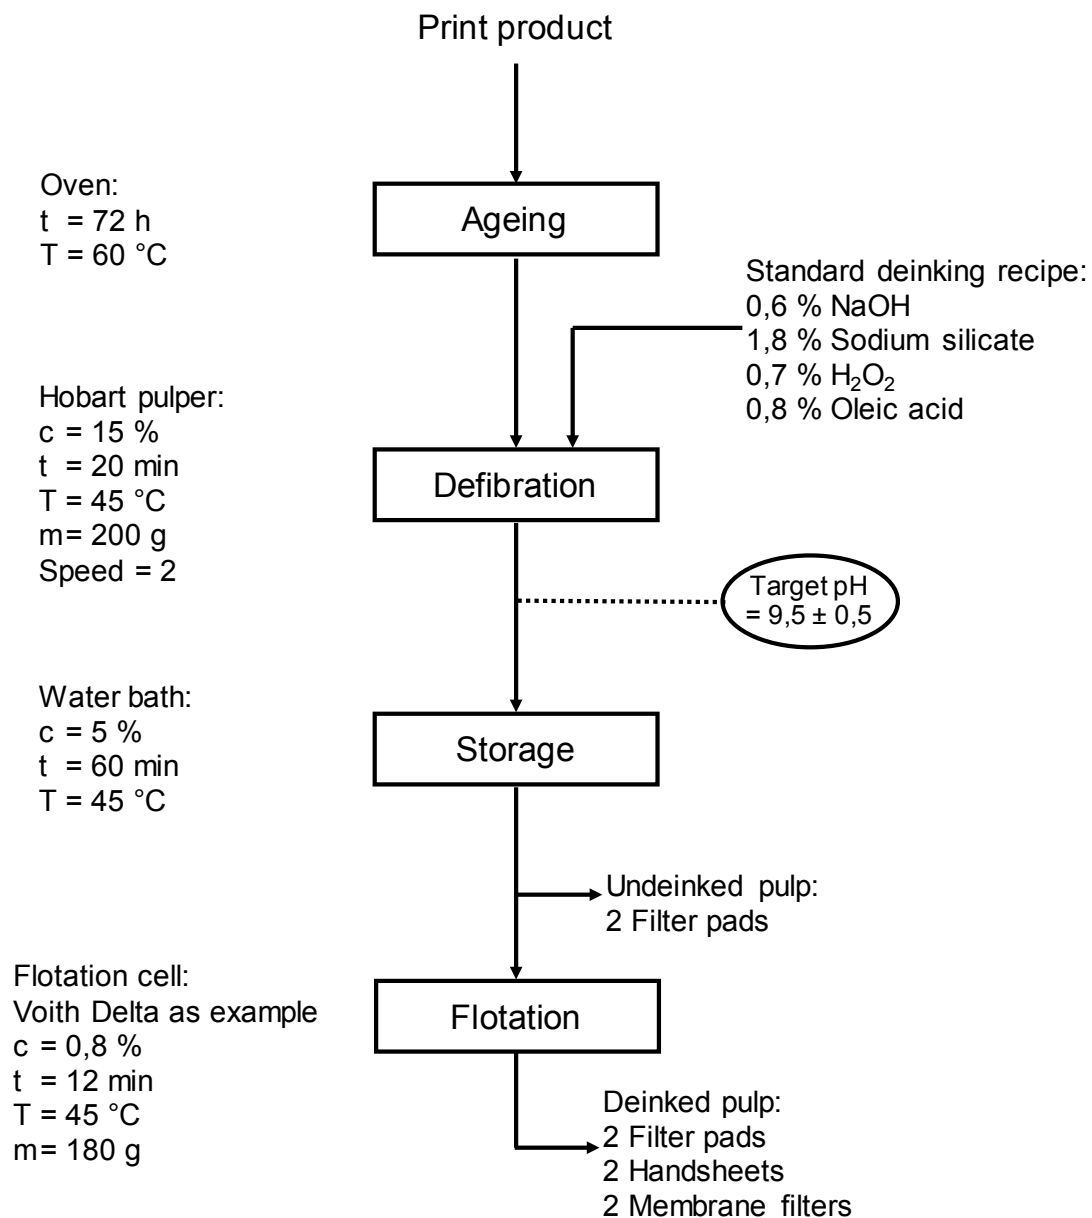 Print product
Oven:
t = 72 h
T = 60 °C
Ageing
Standard deinking recipe:
0,6 % NaOH
1,8 % Sodium silicate
0,7 % H₂O₂
0,8 % Oleic acid
Hobart pulper:
c = 15 %
t = 20 min
T = 45 °C
m= 200 g
Speed = 2
Defibration
Target pH
= 9,5 ± 0,5
Water bath:
c = 5 %
t = 60 min
T = 45 °C
Storage
Undeinked pulp:
2 Filter pads
Flotation cell:
Voith Delta as example
c = 0,8 %
t = 12 min
T = 45 °C
m= 180 g
Flotation
Deinked pulp:
2 Filter pads
2 Handsheets
2 Membrane filters